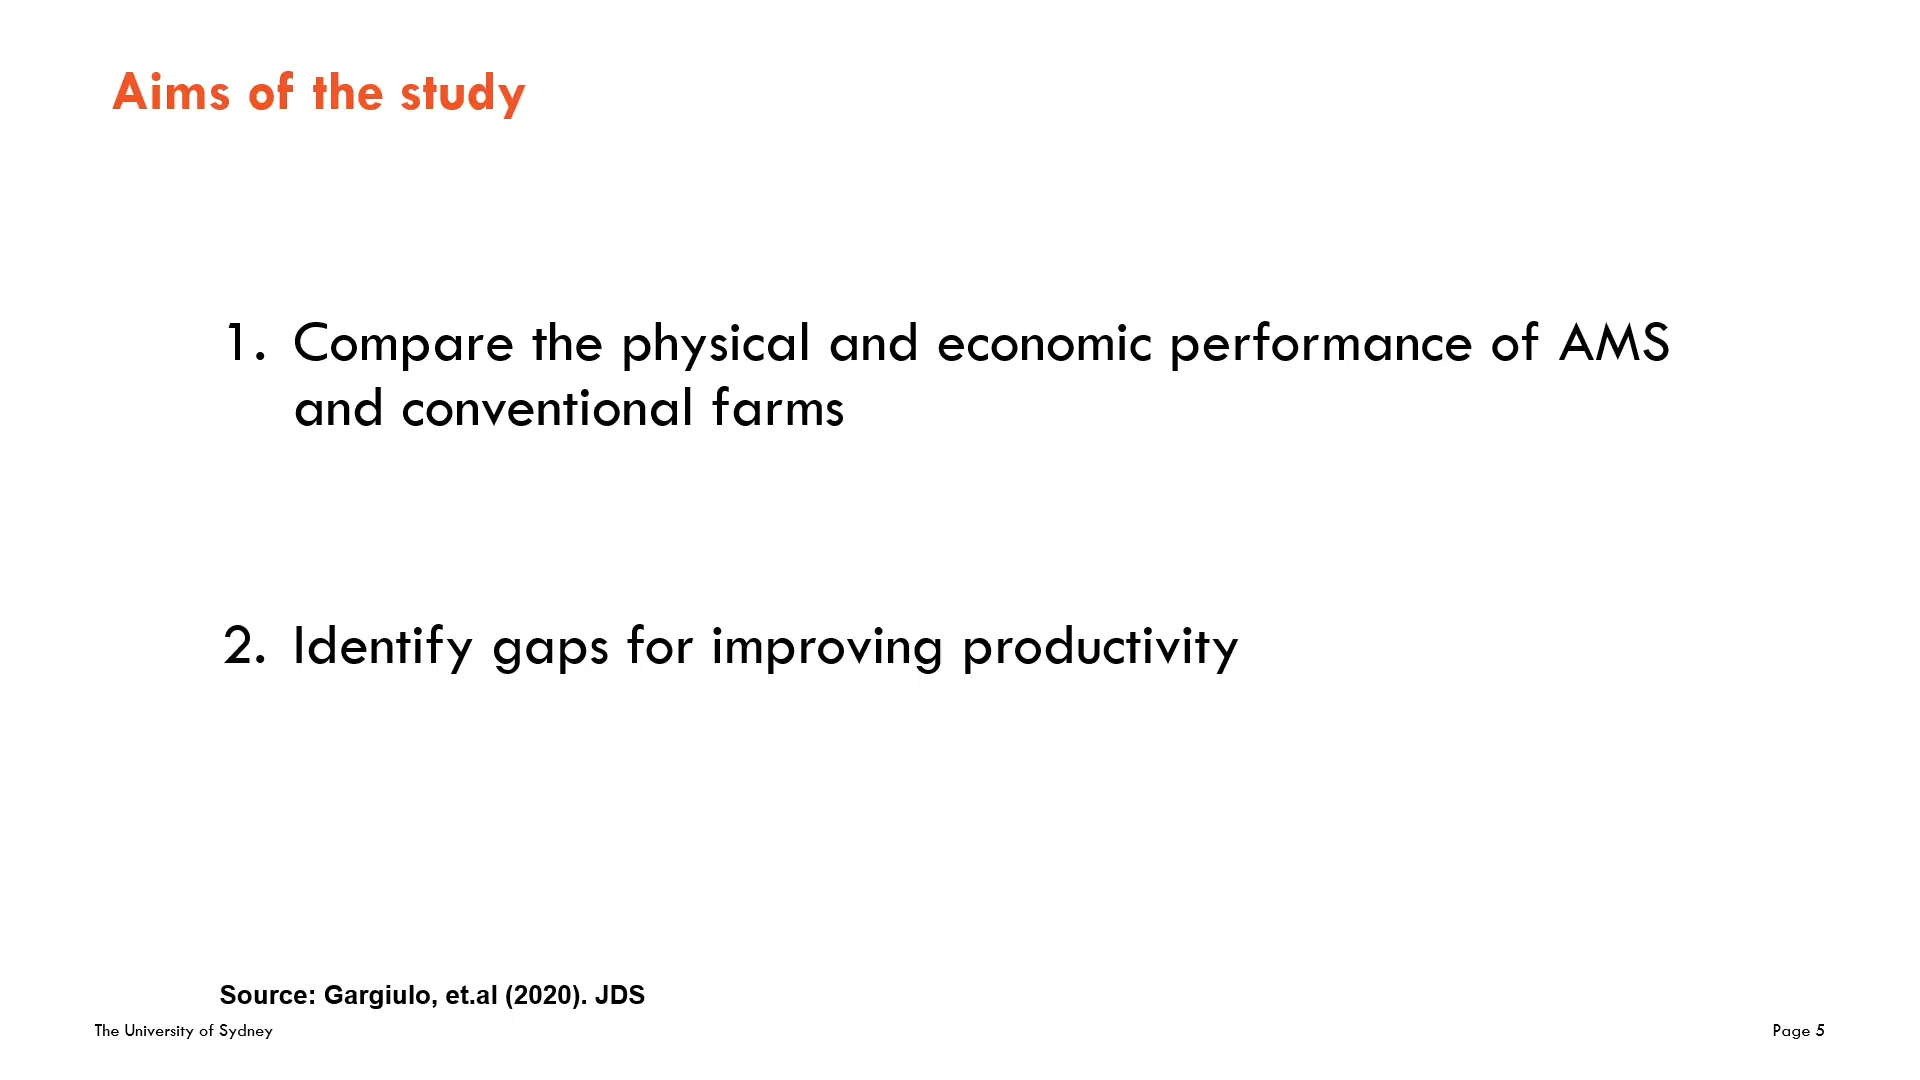 Aims of the study
1. Compare the physical and economic performance of AMS
and conventional farms
2. Identify gaps for improving productivity
Source: Gargiulo, et.al (2020). JDS
The University of Sydney
Page 5